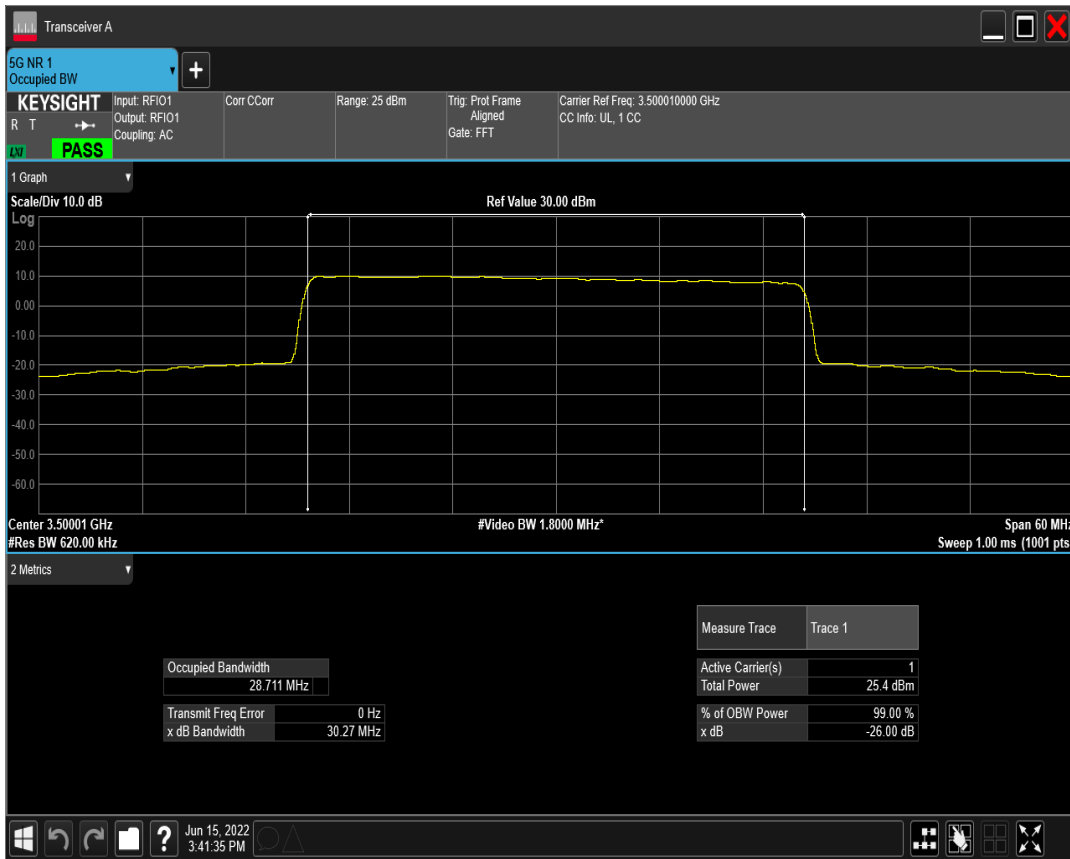 Transceiver A
5G NR 1
Occupied BW
KEYSIGHT
R T
LXI
PASS
Input: RFIO1
Output: RFIO1
Coupling: AC
Corr CCorr
Range: 25 dBm
Trig: Prot Frame
Aligned
Gate: FFT
Carrier Ref Freq: 3.500010000 GHz
CC Info: UL, 1 CC
1 Graph
Scale/Div 10.0 dB
Ref Value 30.00 dBm
Log
20.0
10.0
0.00
-10.0
-20.0
-30.0
-40.0
-50.0
-60.0
Center 3.50001 GHz
#Video BW 1.8000 MHz*
Span 60 MHz
#Res BW 620.00 kHz
Sweep 1.00 ms (1001 pts
2 Metrics
Measure Trace Trace 1
Occupied Bandwidth
28.711 MHz
Active Carrier(s) 1
Total Power 25.4 dBm
Transmit Freq Error 0 Hz
x dB Bandwidth 30.27 MHz
% of OBW Power 99.00 %
x dB -26.00 dB
?
Jun 15, 2022
3:41:35 PM